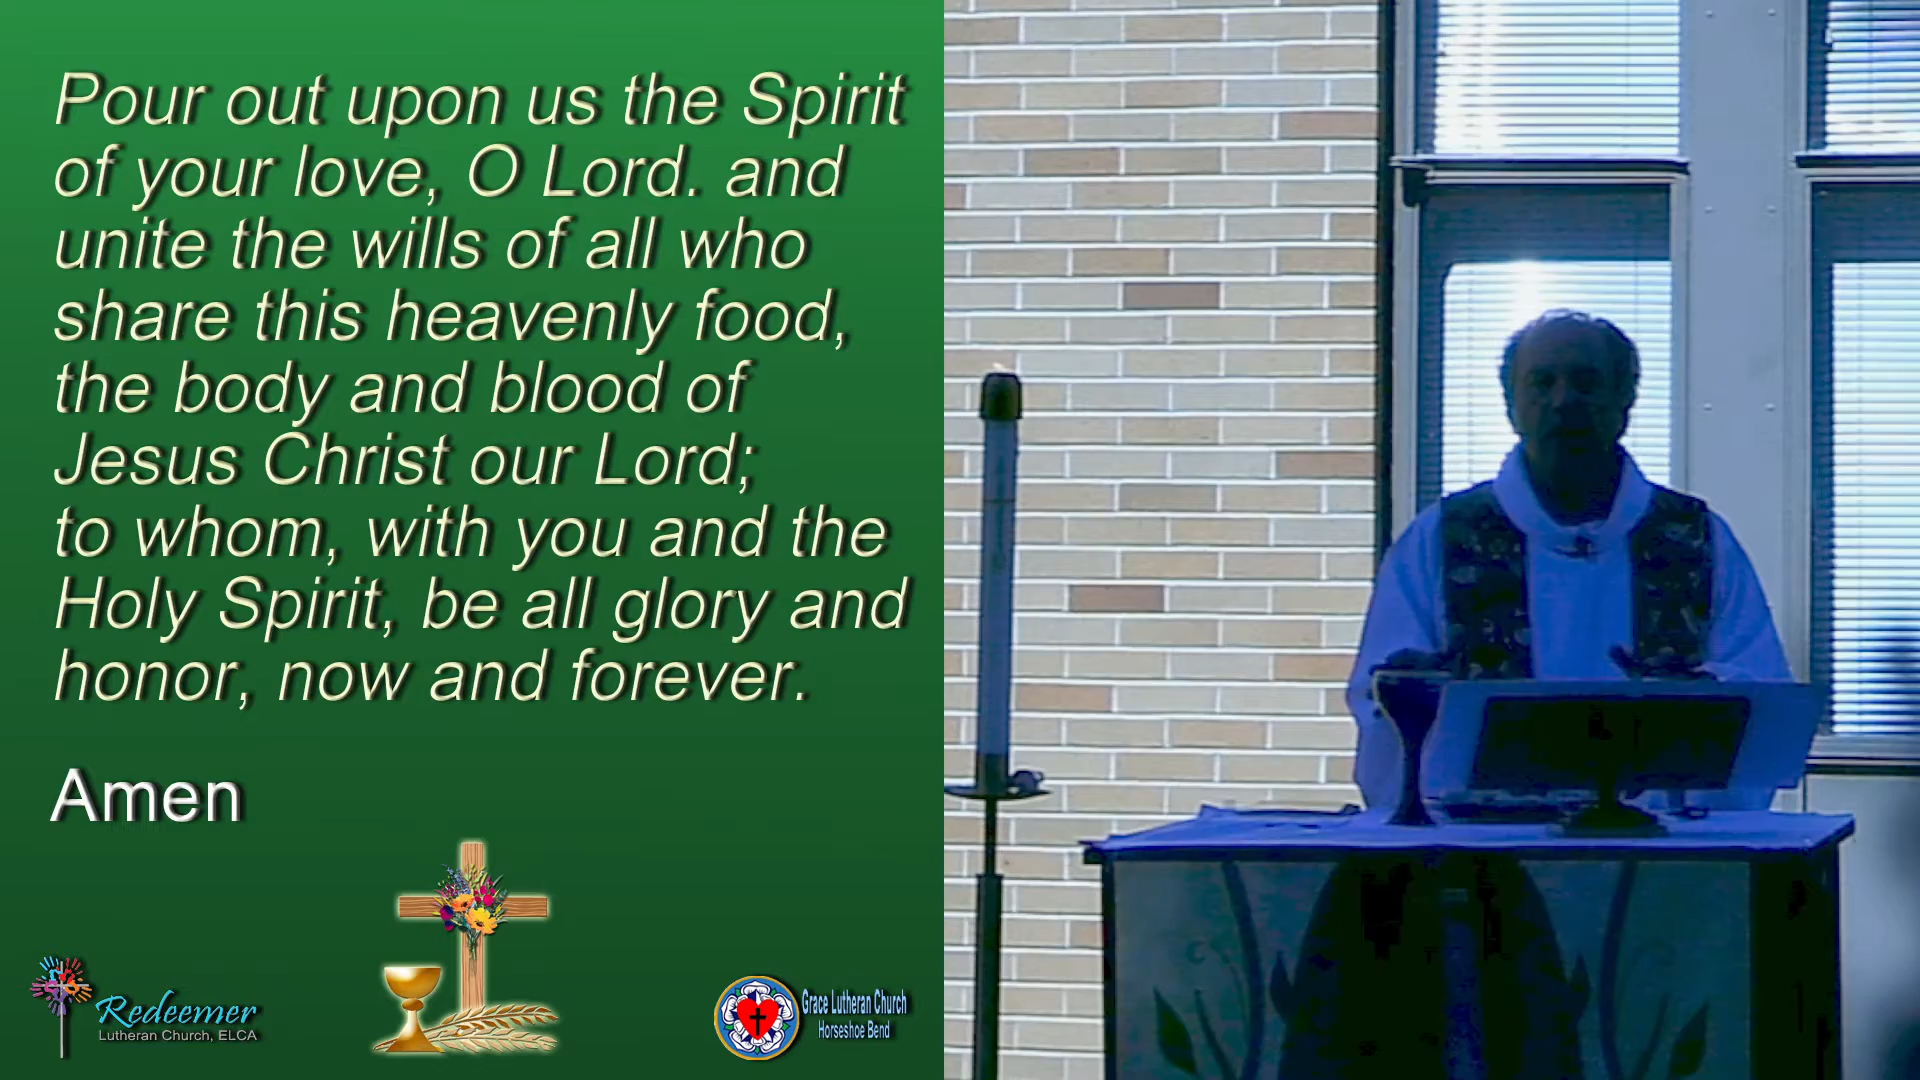 Pour out upon us the Spirit
of your love, O Lord. and
unite the wills of all who
share this heavenly food,
the body and blood of
Jesus Christ our Lord;
to whom, with you and the
Holy Spirit, be all glory and
honor, now and forever.
Amen
Redeemer
Lutheran Church, ELCA
Grace Lutheran Church
Horseshoe Bend